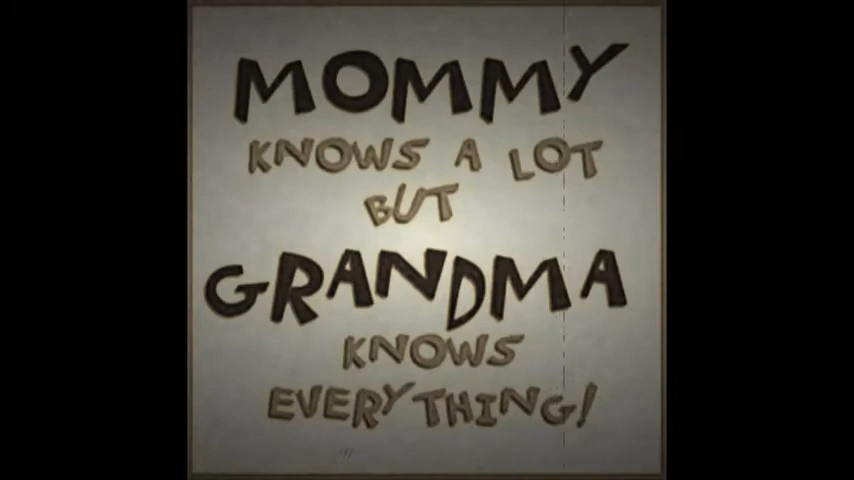 MOMMY
KNOWS A LOT
BUT
GRANDMA
KNOWS
EVERYTHING!